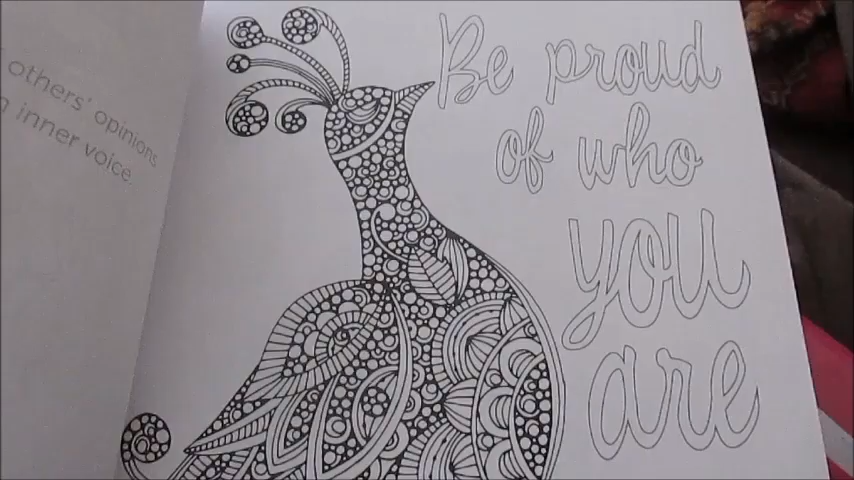 others' opinions
inner voice.
Be proud
of who
you
are